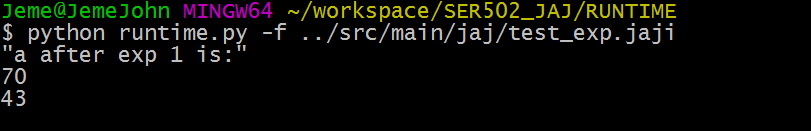 Jeme@JemeJohn MINGW64 ~/workspace/SER502_JAJ/RUNTIME
$ python runtime.py -f ../src/main/jaj/test_exp.jaji
"a after exp 1 is:"
70
43